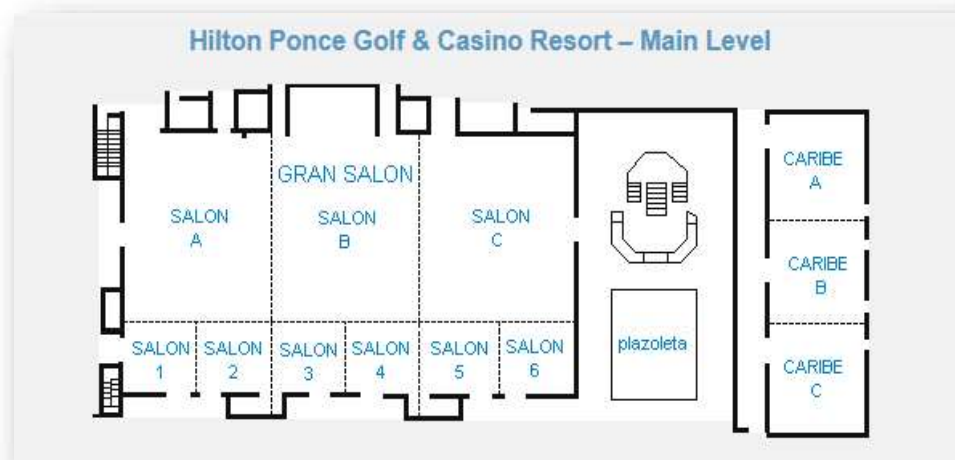 Hilton Ponce Golf & Casino Resort – Main Level
GRAN SALON
SALON
A
SALON
B
SALON
C
SALON
1
SALON
2
SALON
3
SALON
4
SALON
5
SALON
6
plazoleta
CARIBE
A
CARIBE
B
CARIBE
C